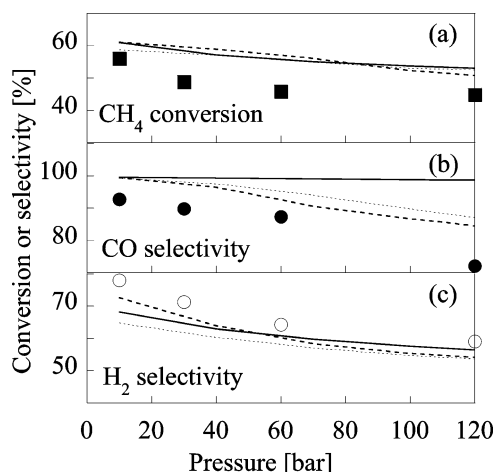 Conversion or selectivity [%]
60
40
(a)
CH4 conversion
100
80
(b)
CO selectivity
70
50
(c)
H2 selectivity
0 20 40 60 80 100 120
Pressure [bar]